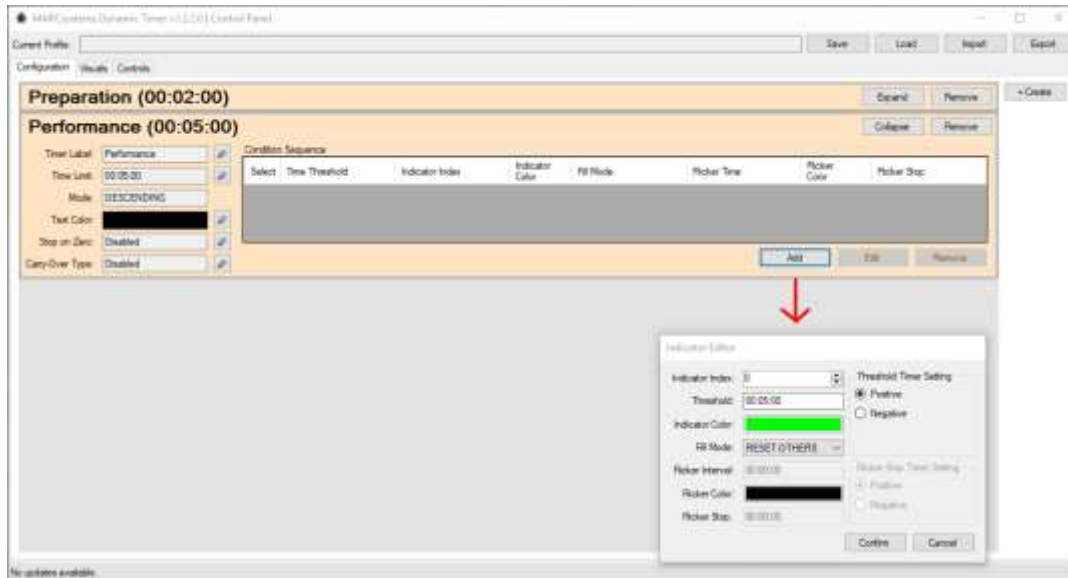 MARCsystems Dynamic Timer v1.2.2.0 | Control Panel
Current Profile: Save Load Import Export
Configuration Visuals Controls
Preparation (00:02:00) Expand Remove + Create
Performance (00:05:00) Collapse Remove
Timer Label: Performance
Time Limit: 00:05:00
Mode: DESCENDING
Text Color:
Stop on Zero: Disabled
Carry-Over Type: Disabled
Condition Sequence
Select Time Threshold Indicator Index Indicator Color Fill Mode Flicker Time Flicker Color Flicker Stop
Add Edit Remove
Indicator Editor
Indicator Index: 0
Threshold: 00:05:00
Indicator Color:
Fill Mode: RESET OTHERS
Flicker Interval: 00:00:00
Flicker Color:
Flicker Stop: 00:00:00
Threshold Timer Setting
Positive
Negative
Flicker Stop Timer Setting
Positive
Negative
Confirm Cancel
No updates available